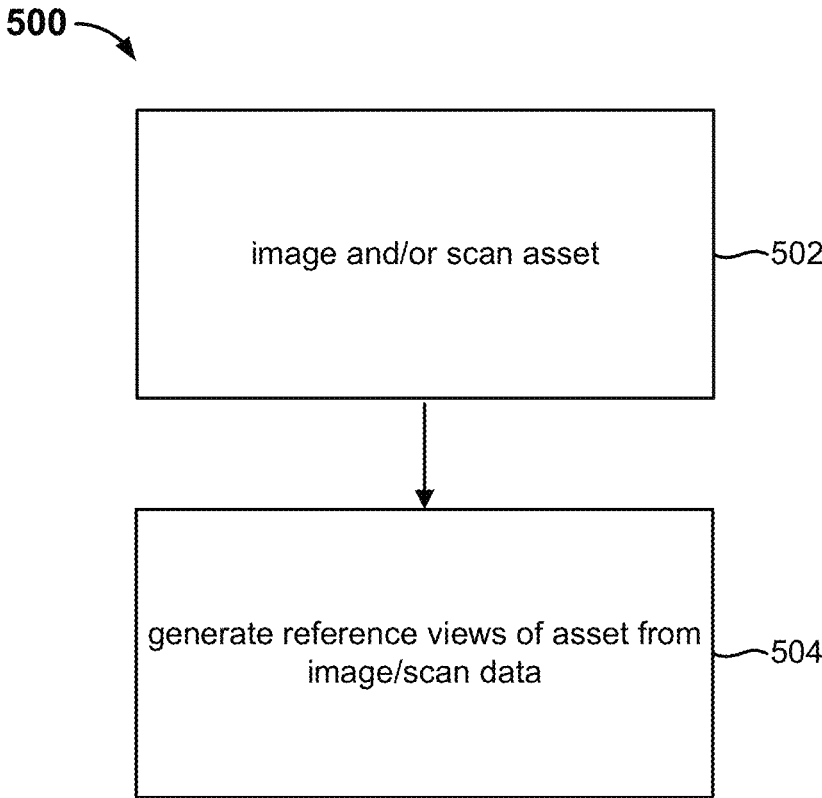 500
image and/or scan asset
502
generate reference views of asset from
image/scan data
504